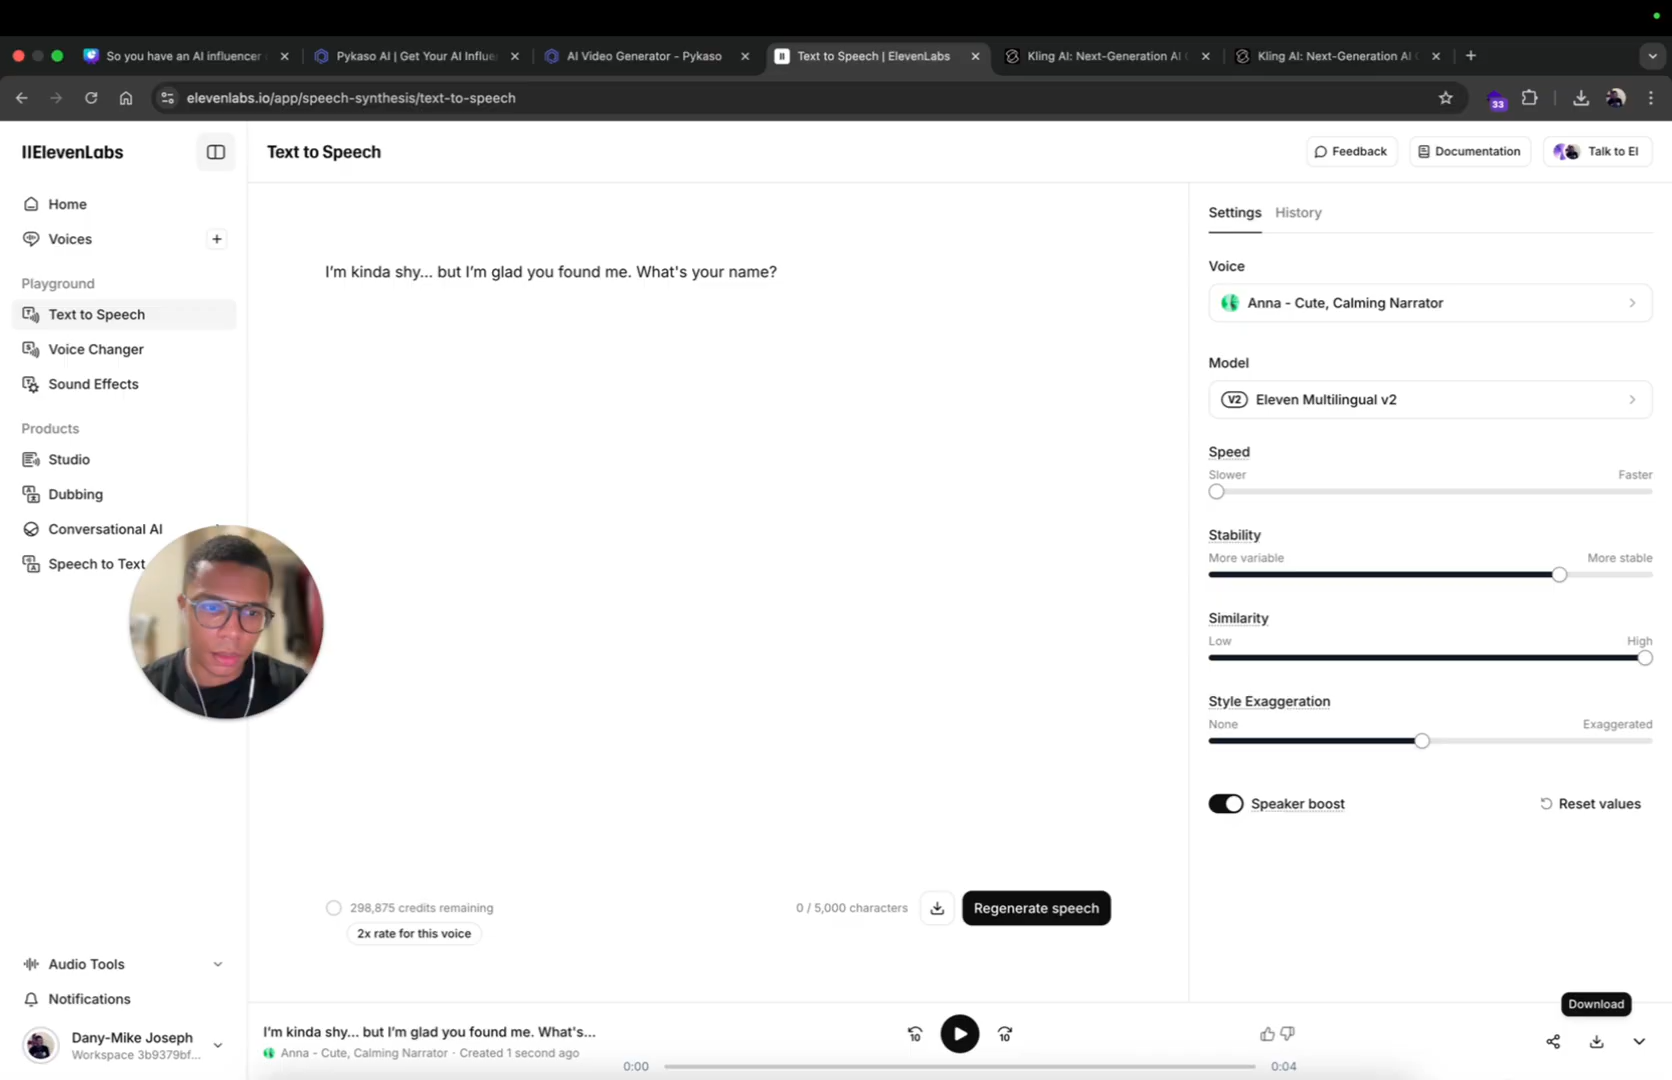 So you have an AI influencer
Pykaso AI | Get Your AI Influe
AI Video Generator - Pykaso
Text to Speech | ElevenLabs
Kling AI: Next-Generation AI
Kling AI: Next-Generation AI
elevenlabs.io/app/speech-synthesis/text-to-speech
33
IIElevenLabs
Text to Speech
Feedback
Documentation
Talk to El
Home
Voices
Playground
Text to Speech
Voice Changer
Sound Effects
Products
Studio
Dubbing
Conversational AI
Speech to Text
Audio Tools
Notifications
Dany-Mike Joseph
Workspace 3b9379bf...
I'm kinda shy... but I'm glad you found me. What's your name?
298,875 credits remaining
2x rate for this voice
0 / 5,000 characters
Regenerate speech
Settings
History
Voice
Anna - Cute, Calming Narrator
Model
V2 Eleven Multilingual v2
Speed
Slower Faster
Stability
More variable More stable
Similarity
Low High
Style Exaggeration
None Exaggerated
Speaker boost
Reset values
Download
I'm kinda shy... but I'm glad you found me. What's...
Anna - Cute, Calming Narrator · Created 1 second ago
10
10
0:00
0:04